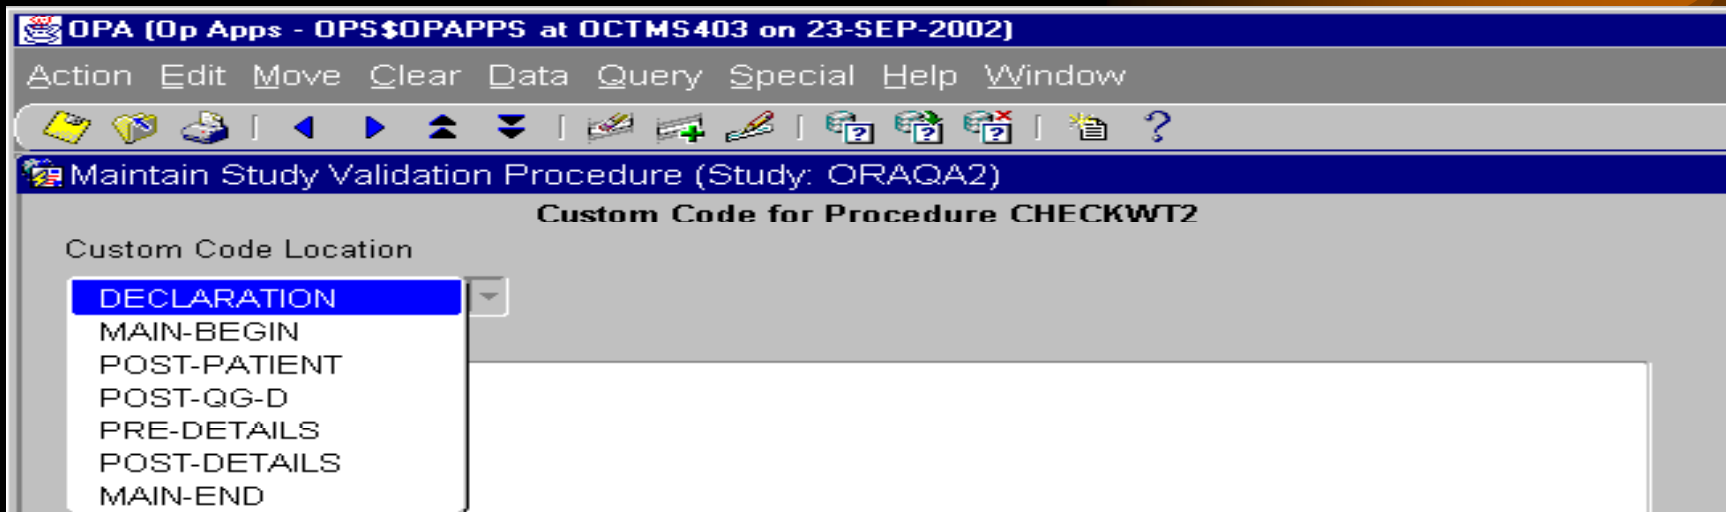 OPA (Op Apps - OPS$OPAPPS at OCTMS403 on 23-SEP-2002)
Action Edit Move Clear Data Query Special Help Window
Maintain Study Validation Procedure (Study: ORAQA2)
Custom Code for Procedure CHECKWT2
Custom Code Location
DECLARATION
MAIN-BEGIN
POST-PATIENT
POST-QG-D
PRE-DETAILS
POST-DETAILS
MAIN-END